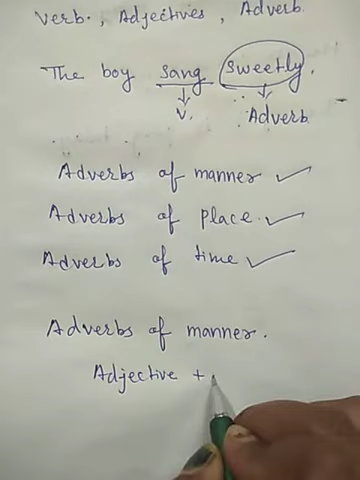 Verb., Adjectives, Adverb.
The boy sang sweetly.
V. Adverb
Adverbs of manner
Adverbs of place.
Adverbs of time
Adverbs of manner.
Adjective +